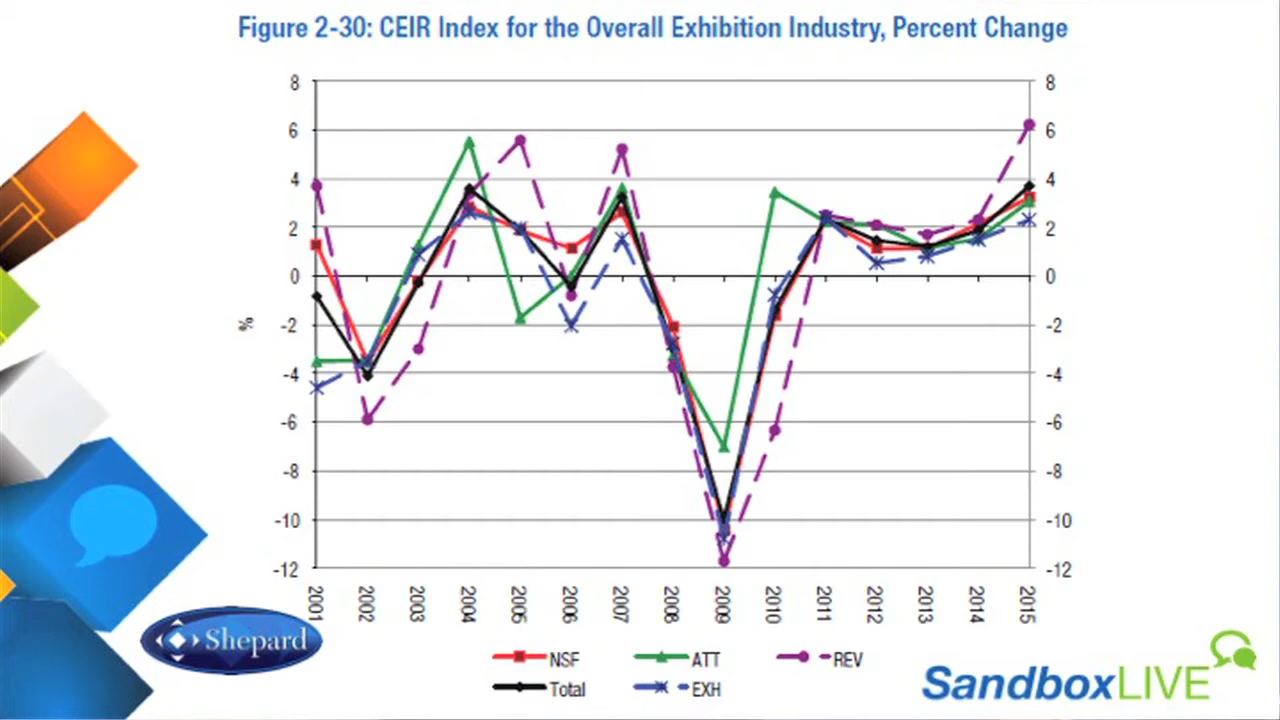 Figure 2-30: CEIR Index for the Overall Exhibition Industry, Percent Change
8 8
6 6
4 4
2 2
0 0
-2 -2
-4 -4
-6 -6
-8 -8
-10 -10
-12 -12
%
2001 2002 2003 2004 2005 2006 2007 2008 2009 2010 2011 2012 2013 2014 2015
NSF ATT REV
Total EXH
Shepard
SandboxLIVE